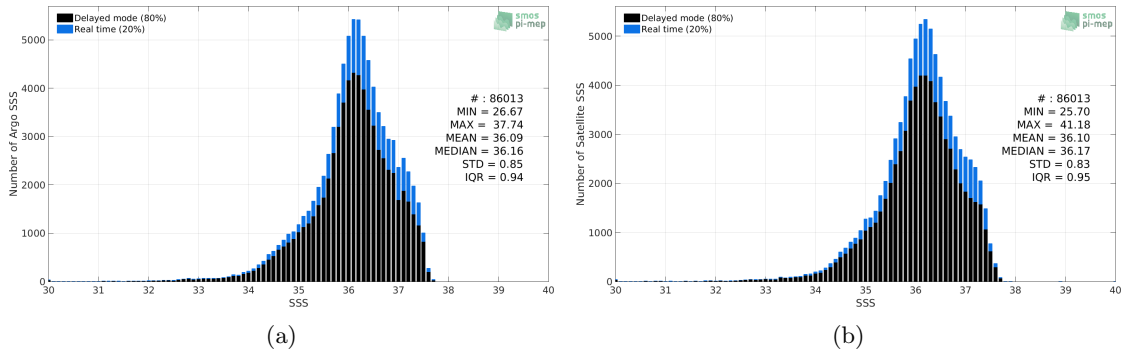 Delayed mode (80%)
Real time (20%)
smos
pi-mep
5000
4000
3000
2000
1000
0
Number of Argo SSS
# : 86013
MIN = 26.67
MAX = 37.74
MEAN = 36.09
MEDIAN = 36.16
STD = 0.85
IQR = 0.94
30 31 32 33 34 35 36 37 38 39 40
SSS
(a)
Delayed mode (80%)
Real time (20%)
smos
pi-mep
5000
4000
3000
2000
1000
0
Number of Satellite SSS
# : 86013
MIN = 25.70
MAX = 41.18
MEAN = 36.10
MEDIAN = 36.17
STD = 0.83
IQR = 0.95
30 31 32 33 34 35 36 37 38 39 40
SSS
(b)